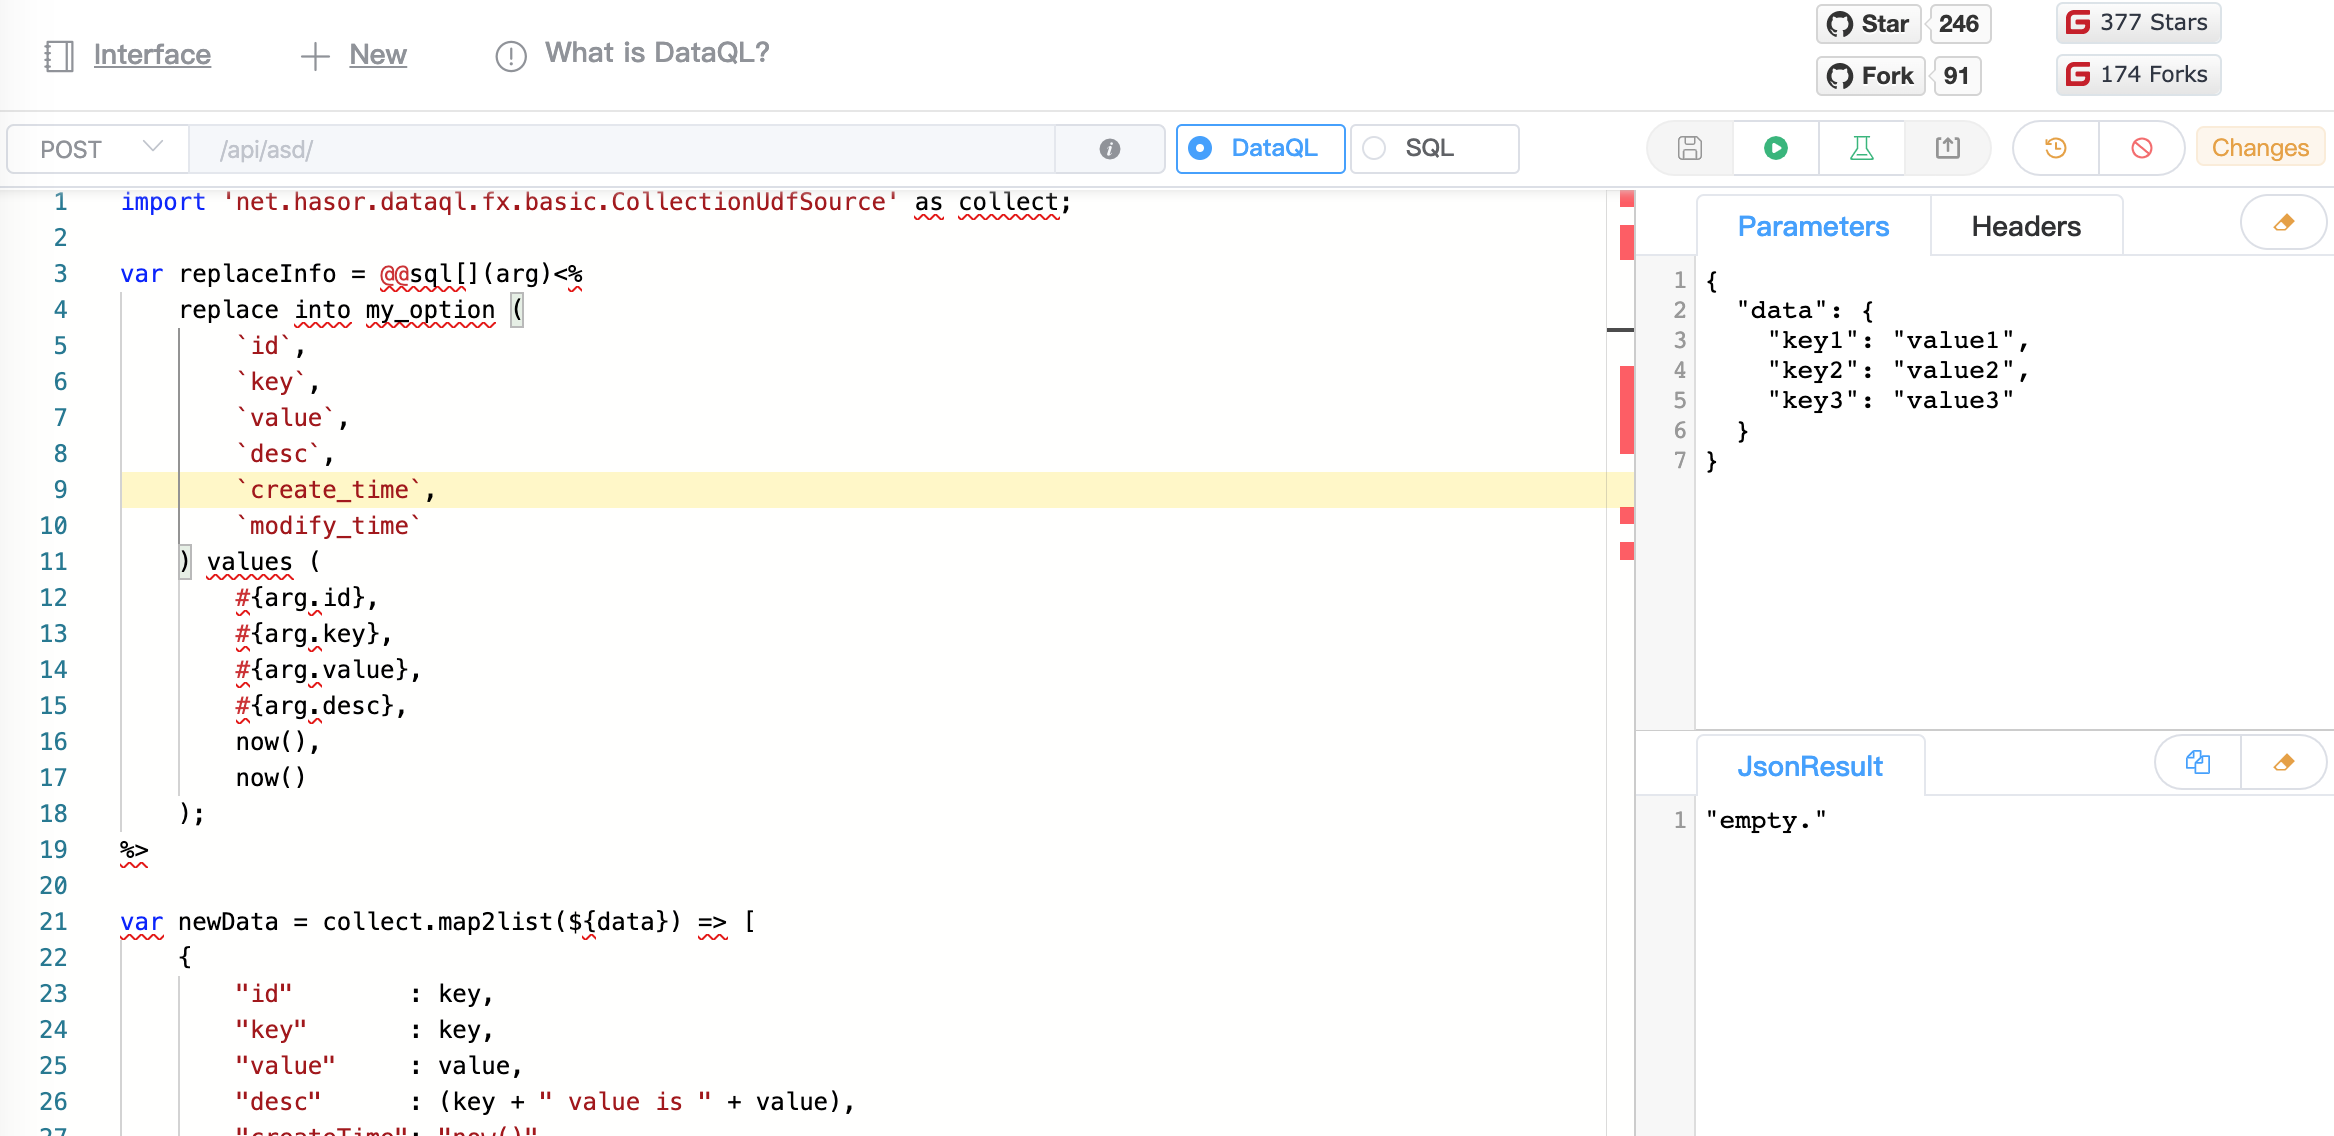 Interface New What is DataQL? Star 246 377 Stars
Fork 91 174 Forks
POST /api/asd/ DataQL SQL Changes
1 import 'net.hasor.dataql.fx.basic.CollectionUdfSource' as collect;
2
3 var replaceInfo = @@sql[](arg)<%
4 replace into my_option (
5 `id`,
6 `key`,
7 `value`,
8 `desc`,
9 `create_time`,
10 `modify_time`
11 ) values (
12 #{arg.id},
13 #{arg.key},
14 #{arg.value},
15 #{arg.desc},
16 now(),
17 now()
18 );
19 %>
20
21 var newData = collect.map2list(${data}) => [
22 {
23 "id" : key,
24 "key" : key,
25 "value" : value,
26 "desc" : (key + " value is " + value),
27 "createTime": "now()"
Parameters Headers
1 {
2 "data": {
3 "key1": "value1",
4 "key2": "value2",
5 "key3": "value3"
6 }
7 }
JsonResult
1 "empty."